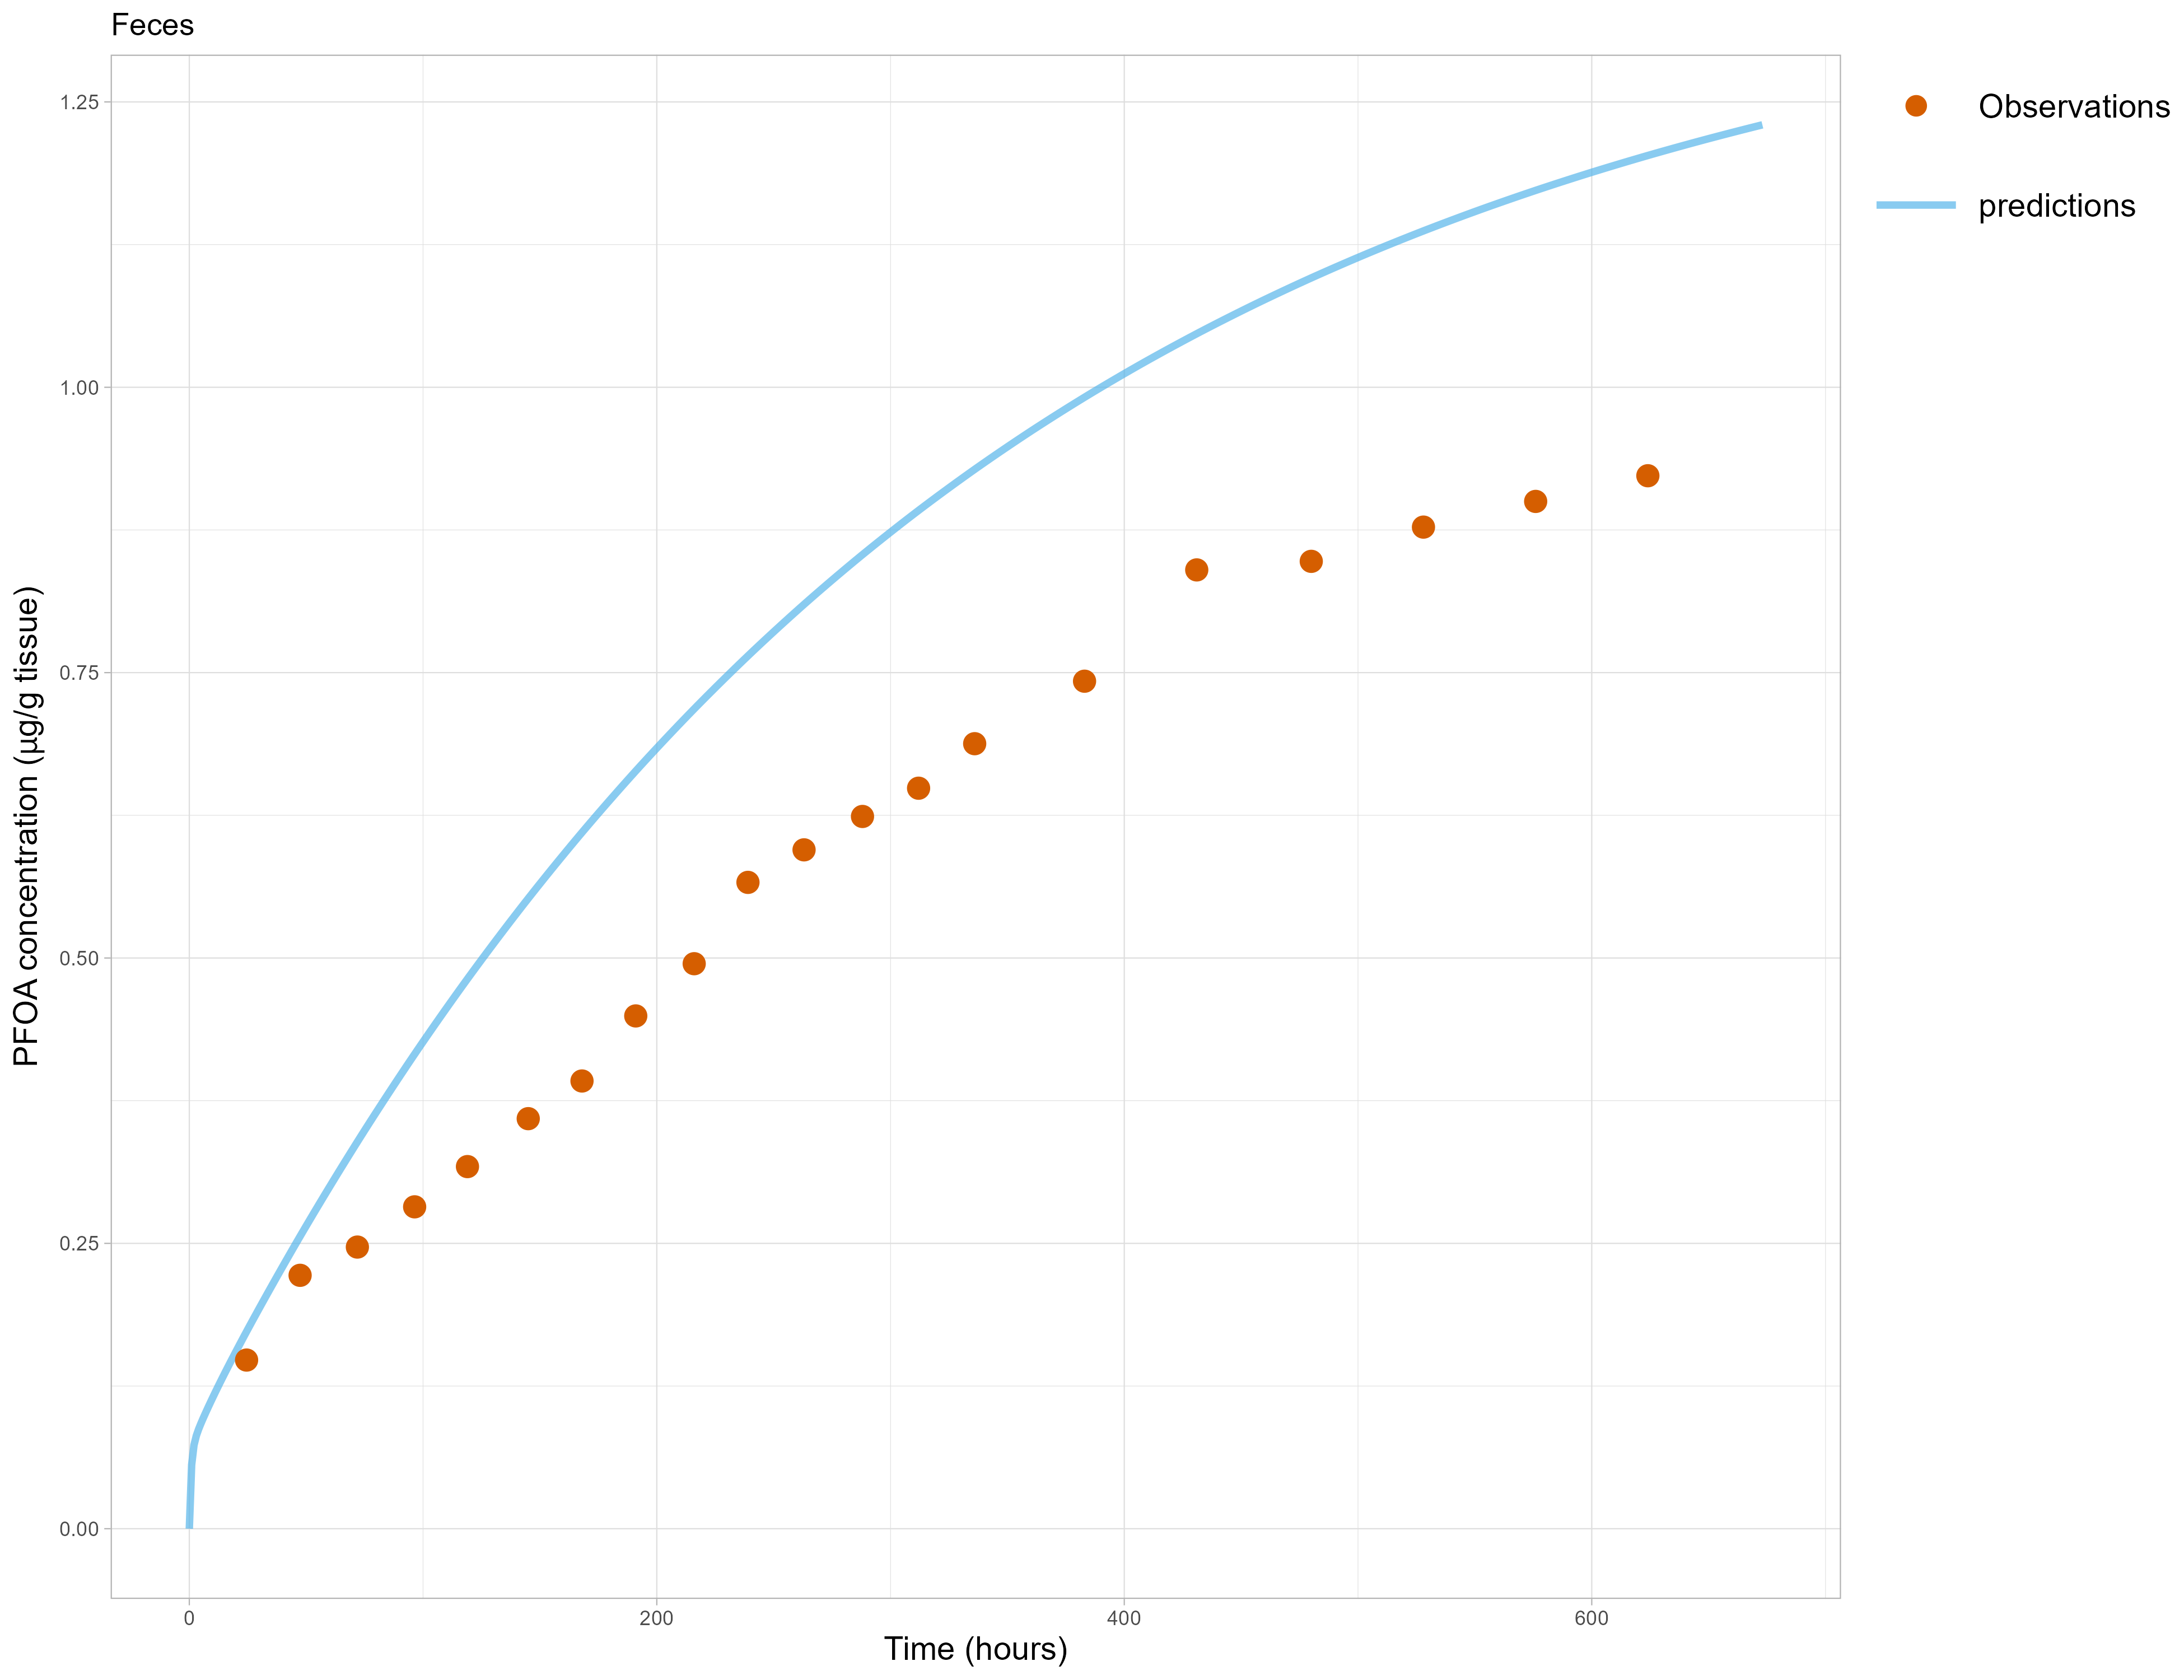 Feces
1.25
1.00
0.75
0.50
0.25
0.00
PFOA concentration (µg/g tissue)
0 200 400 600
Time (hours)
Observations
predictions